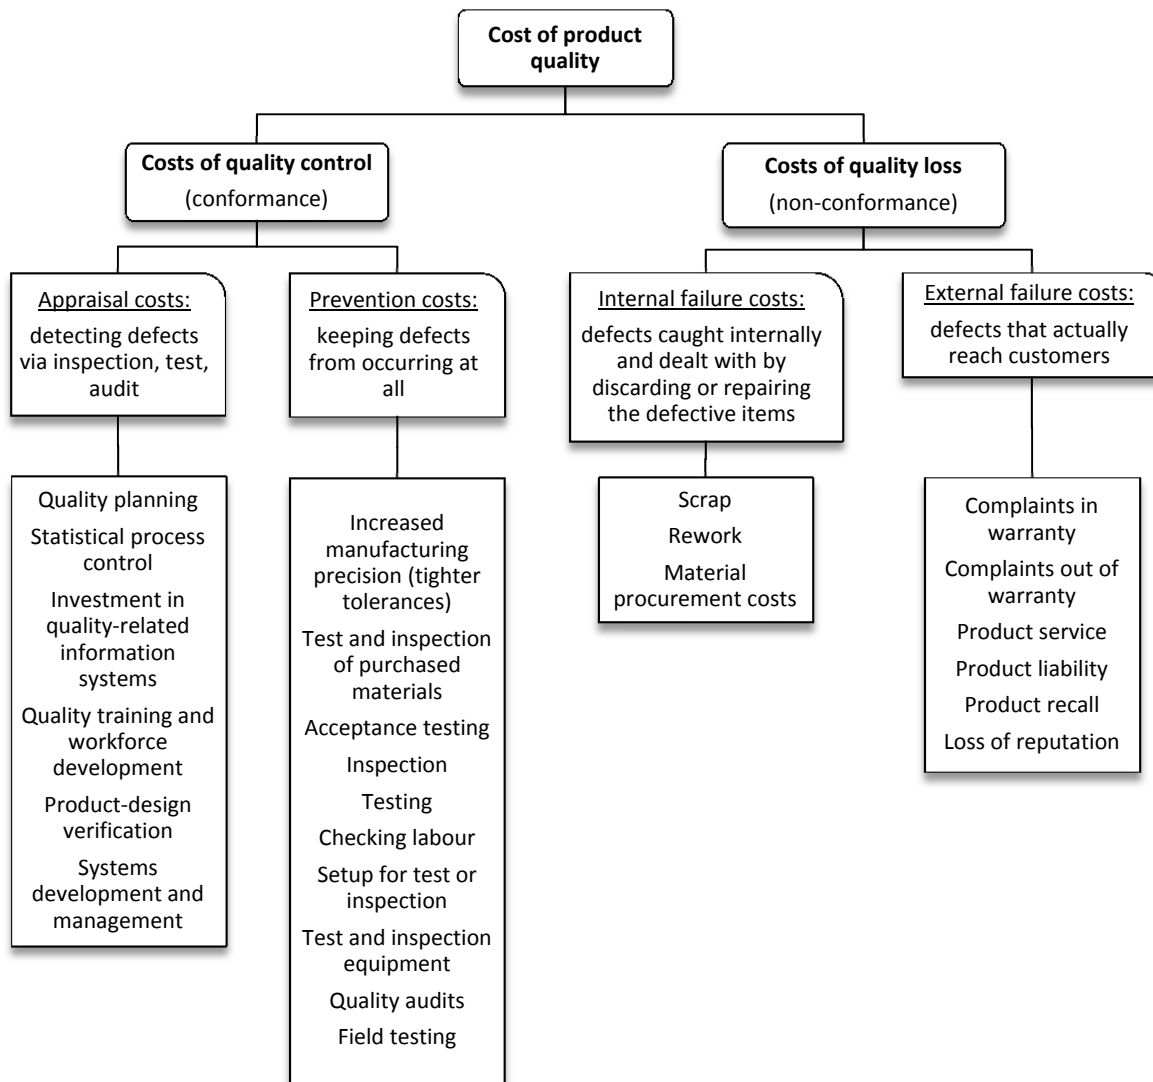 Cost of product
quality
Costs of quality control
(conformance)
Costs of quality loss
(non-conformance)
Appraisal costs:
detecting defects
via inspection, test,
audit
Prevention costs:
keeping defects
from occurring at
all
Internal failure costs:
defects caught internally
and dealt with by
discarding or repairing
the defective items
External failure costs:
defects that actually
reach customers
Quality planning
Statistical process
control
Investment in
quality-related
information
systems
Quality training and
workforce
development
Product-design
verification
Systems
development and
management
Increased
manufacturing
precision (tighter
tolerances)
Test and inspection
of purchased
materials
Acceptance testing
Inspection
Testing
Checking labour
Setup for test or
inspection
Test and inspection
equipment
Quality audits
Field testing
Scrap
Rework
Material
procurement costs
Complaints in
warranty
Complaints out of
warranty
Product service
Product liability
Product recall
Loss of reputation